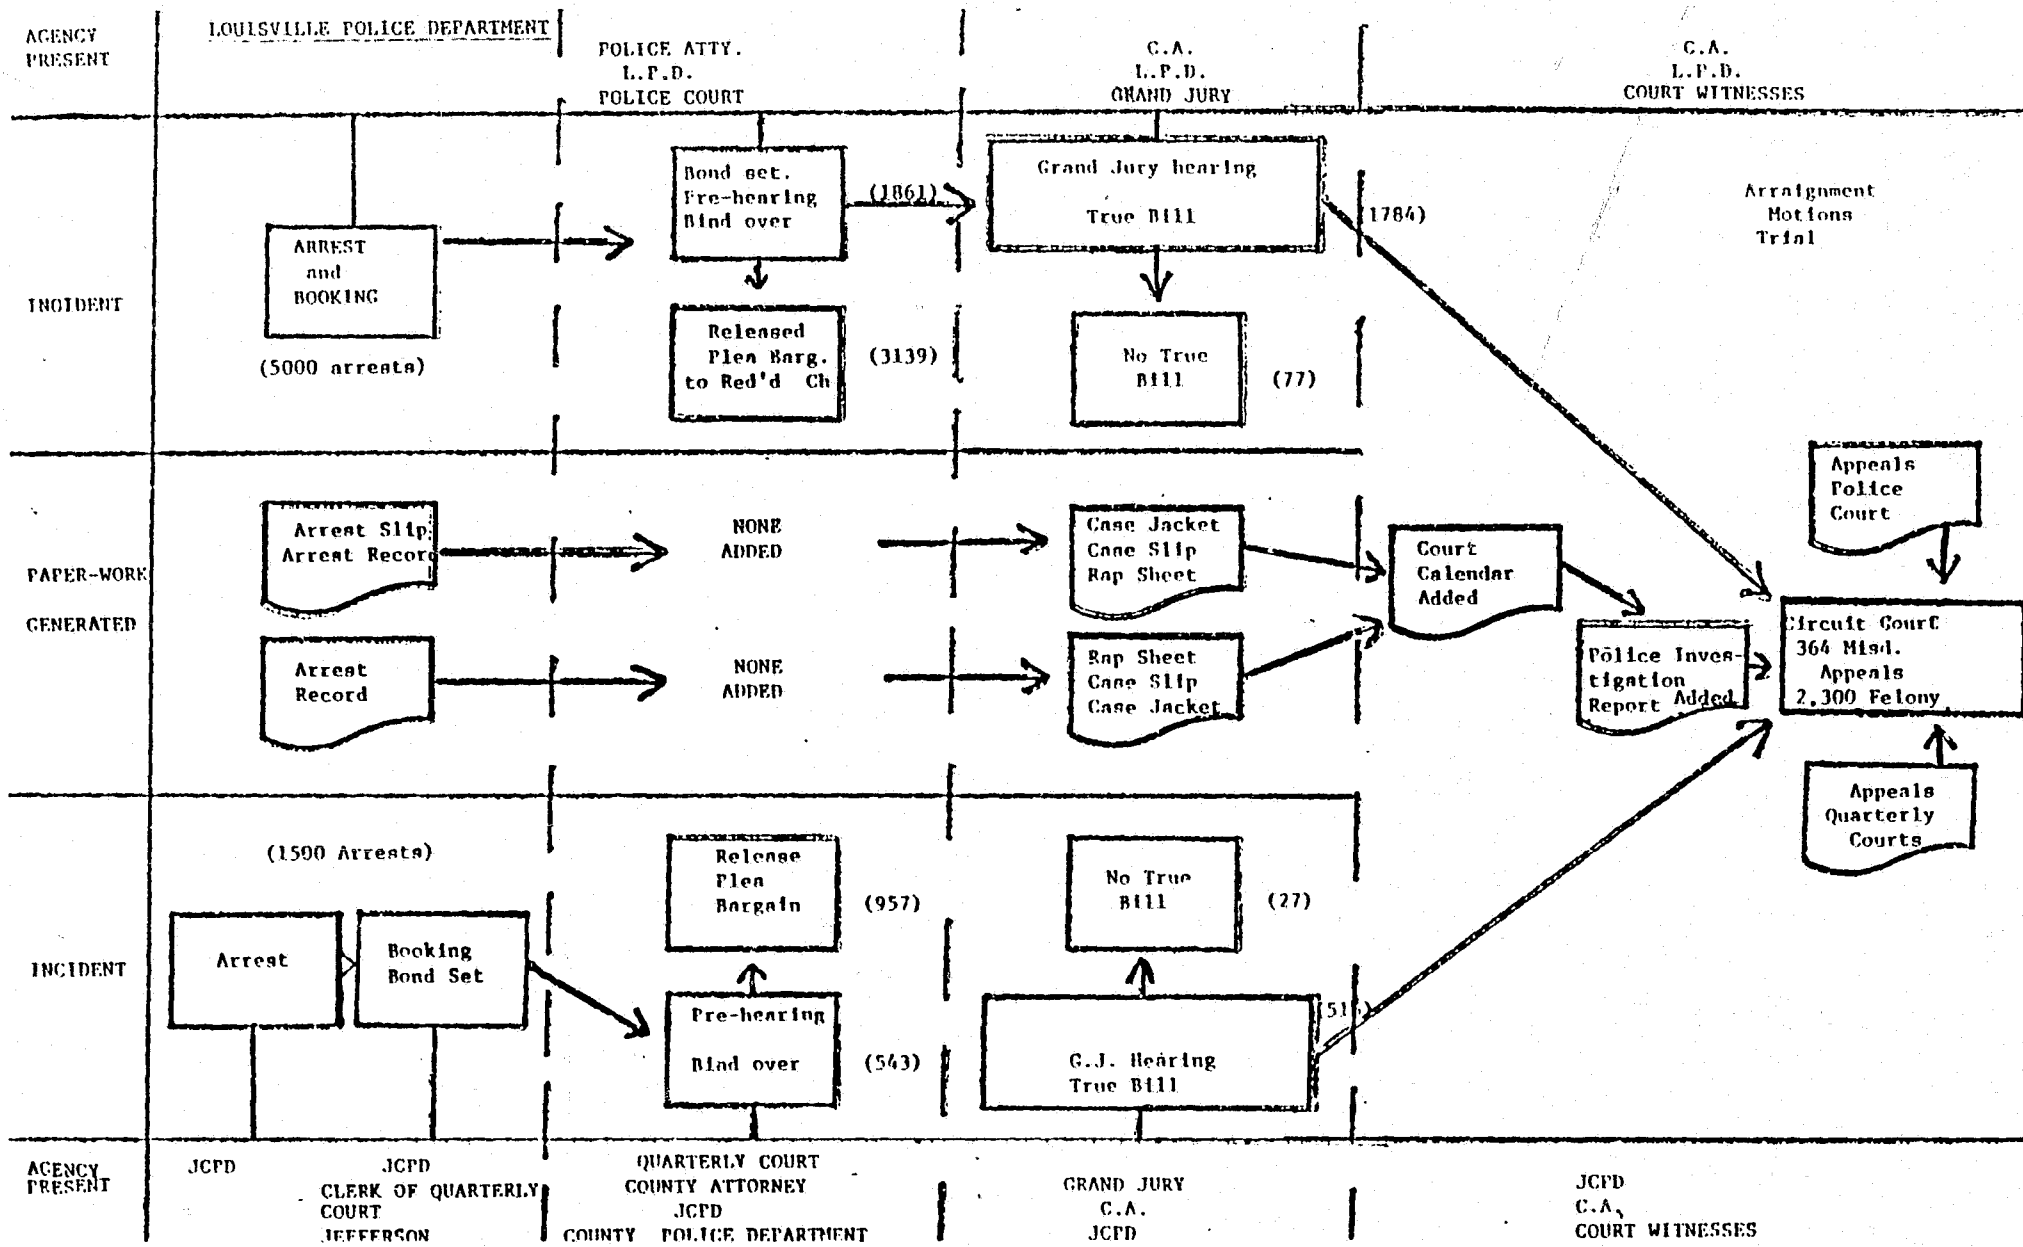 AGENCY
PRESENT
LOUISVILLE POLICE DEPARTMENT
POLICE ATTY.
L.P.D.
POLICE COURT
C.A.
L.P.D.
GRAND JURY
C.A.
L.P.D.
COURT WITNESSES
INCIDENT
ARREST
and
BOOKING
(5000 arrests)
Bond set.
Pre-hearing
Bind over
(1861)
Released
Plea Barg.
to Red'd Ch
(3139)
Grand Jury hearing
True Bill
1784)
No True
Bill
(77)
Arraignment
Motions
Trial
PAPER-WORK
GENERATED
Arrest Slip
Arrest Record
NONE
ADDED
Case Jacket
Case Slip
Rap Sheet
Court
Calendar
Added
Appeals
Police
Court
Arrest
Record
NONE
ADDED
Rap Sheet
Case Slip
Case Jacket
Police Inves-
tigation
Report Added
Circuit Court
364 Misd.
Appeals
2,300 Felony
Appeals
Quarterly
Courts
INCIDENT
(1500 Arrests)
Arrest
Booking
Bond Set
Release
Plea
Bargain
(957)
Pre-hearing
Bind over
(543)
No True
Bill
(27)
G.J. Hearing
True Bill
AGENCY
PRESENT
JCPD
JCPD
CLERK OF QUARTERLY
COURT
JEFFERSON
QUARTERLY COURT
COUNTY ATTORNEY
JCPD
COUNTY POLICE DEPARTMENT
GRAND JURY
C.A.
JCPD
JCPD
C.A.
COURT WITNESSES